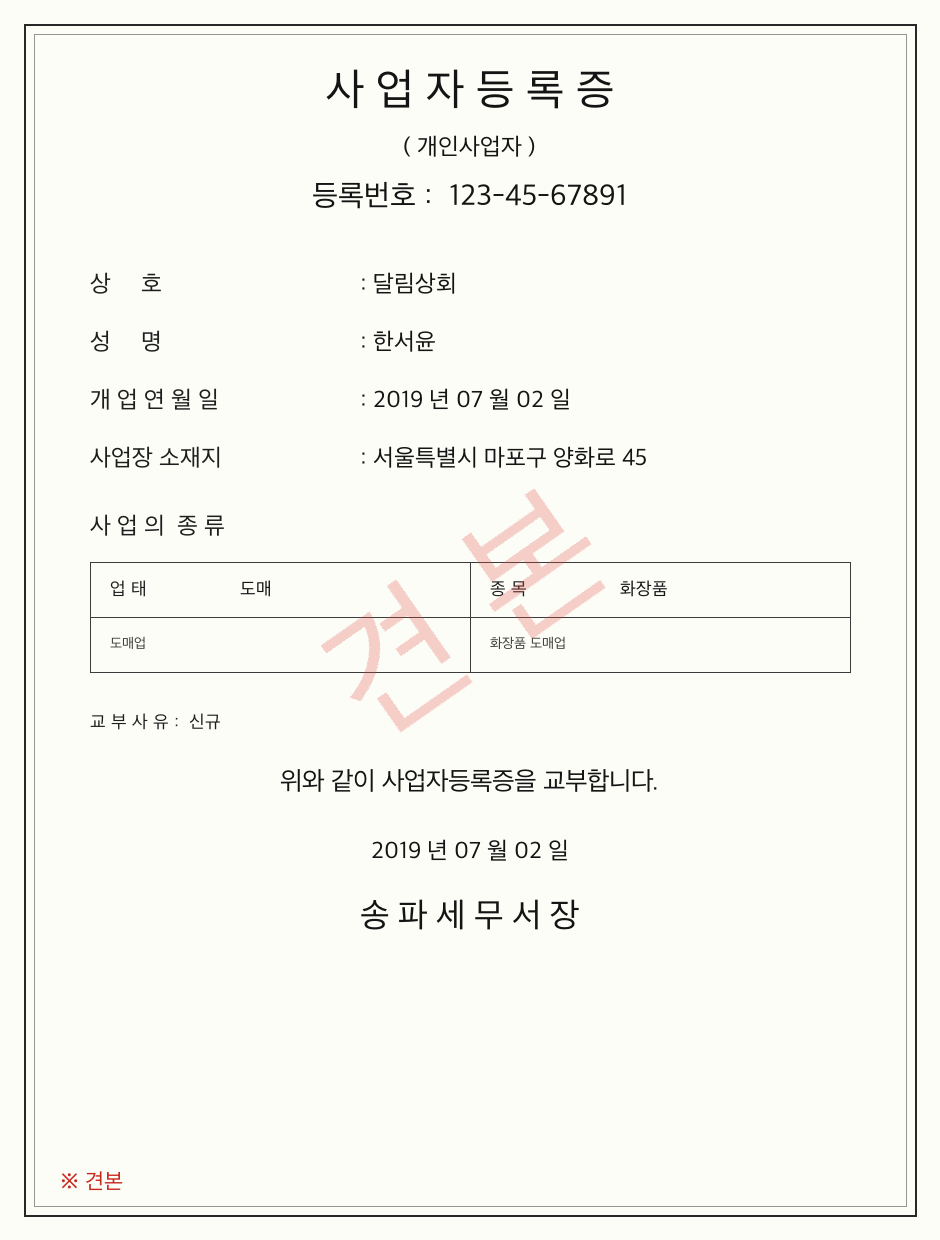 사업자등록증
( 개인사업자 )
등록번호 : 123-45-67891
상 호 : 달림상회
성 명 : 한서윤
개 업 연 월 일 : 2019 년 07 월 02 일
사업장 소재지 : 서울특별시 마포구 양화로 45
사 업 의 종 류
업 태 도매 종 목 화장품
도매업 화장품 도매업
견본
교 부 사 유 : 신규
위와 같이 사업자등록증을 교부합니다.
2019 년 07 월 02 일
송 파 세 무 서 장
※ 견본